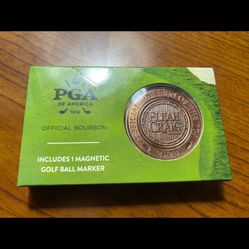 PGA
OF AMERICA
1916
OFFICIAL BOURBON
INCLUDES 1 MAGNETIC
GOLF BALL MARKER
ELIJAH
CRAIG